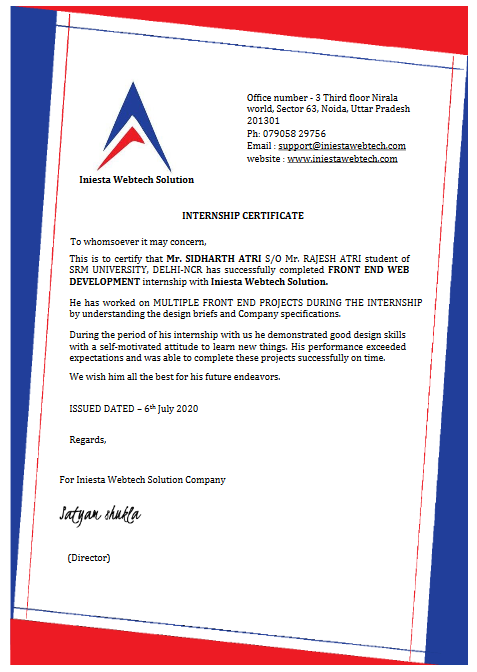 Office number - 3 Third floor Nirala
world, Sector 63, Noida, Uttar Pradesh
201301
Ph: 079058 29756
Email : support@iniestawebtech.com
website : www.iniestawebtech.com
Iniesta Webtech Solution
INTERNSHIP CERTIFICATE
To whomsoever it may concern,
This is to certify that Mr. SIDHARTH ATRI S/O Mr. RAJESH ATRI student of
SRM UNIVERSITY, DELHI-NCR has successfully completed FRONT END WEB
DEVELOPMENT internship with Iniesta Webtech Solution.
He has worked on MULTIPLE FRONT END PROJECTS DURING THE INTERNSHIP
by understanding the design briefs and Company specifications.
During the period of his internship with us he demonstrated good design skills
with a self-motivated attitude to learn new things. His performance exceeded
expectations and was able to complete these projects successfully on time.
We wish him all the best for his future endeavors.
ISSUED DATED – 6th July 2020
Regards,
For Iniesta Webtech Solution Company
Satyam shukla
(Director)